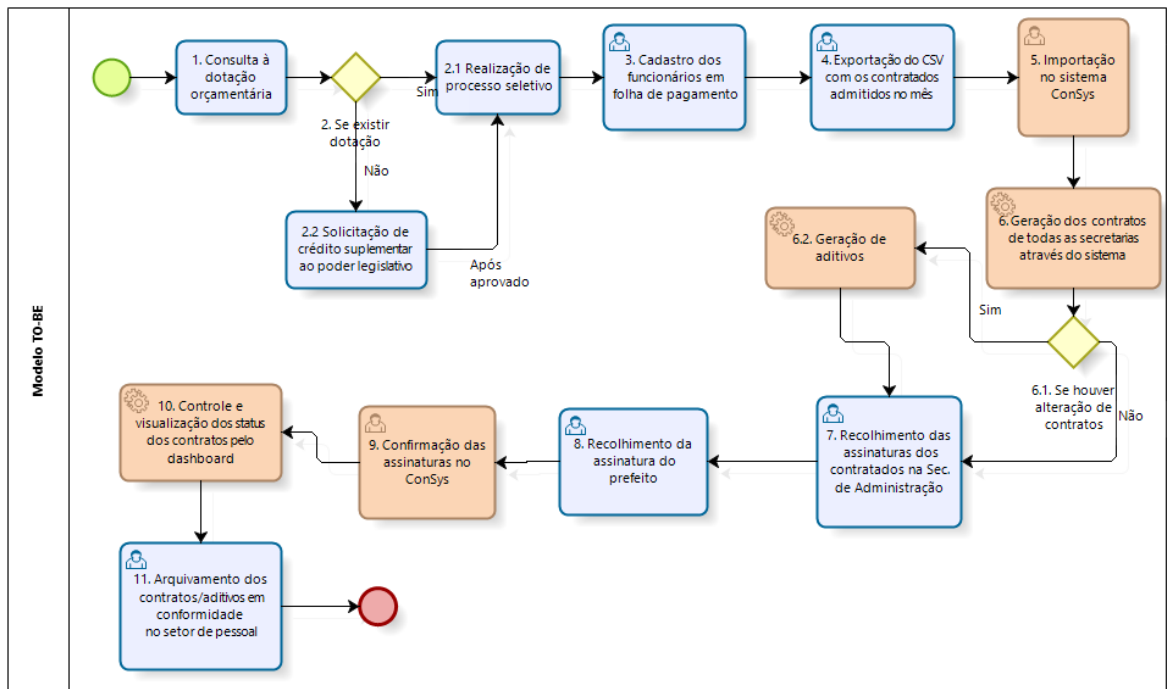 Modelo TO-BE
1. Consulta à
dotação
orçamentária
Sim
2. Se existir
dotação
Não
2.1 Realização de
processo seletivo
2.2 Solicitação de
crédito suplementar
ao poder legislativo
Após
aprovado
3. Cadastro dos
funcionários em
folha de pagamento
4. Exportação do CSV
com os contratados
admitidos no mês
5. Importação
no sistema
ConSys
6.Geração dos contratos
de todas as secretarias
através do sistema
6.1. Se houver
alteração de
contratos
Sim
Não
6.2. Geração de
aditivos
7. Recolhimento das
assinaturas dos
contratados na Sec.
de Administração
8. Recolhimento da
assinatura do
prefeito
9. Confirmação das
assinaturas no
ConSys
10. Controle e
visualização dos status
dos contratos pelo
dashboard
11. Arquivamento dos
contratos/aditivos em
conformidade
no setor de pessoal